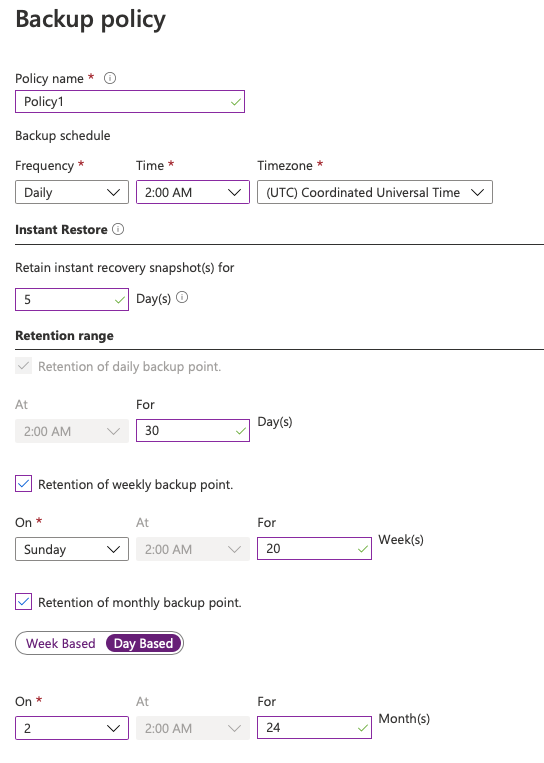 Backup policy
Policy name *
Policy1
Backup schedule
Frequency * Time * Timezone *
Daily 2:00 AM (UTC) Coordinated Universal Time
Instant Restore
Retain instant recovery snapshot(s) for
5 Day(s)
Retention range
Retention of daily backup point.
At For
2:00 AM 30 Day(s)
Retention of weekly backup point.
On * At For
Sunday 2:00 AM 20 Week(s)
Retention of monthly backup point.
Week Based Day Based
On * At For
2 2:00 AM 24 Month(s)